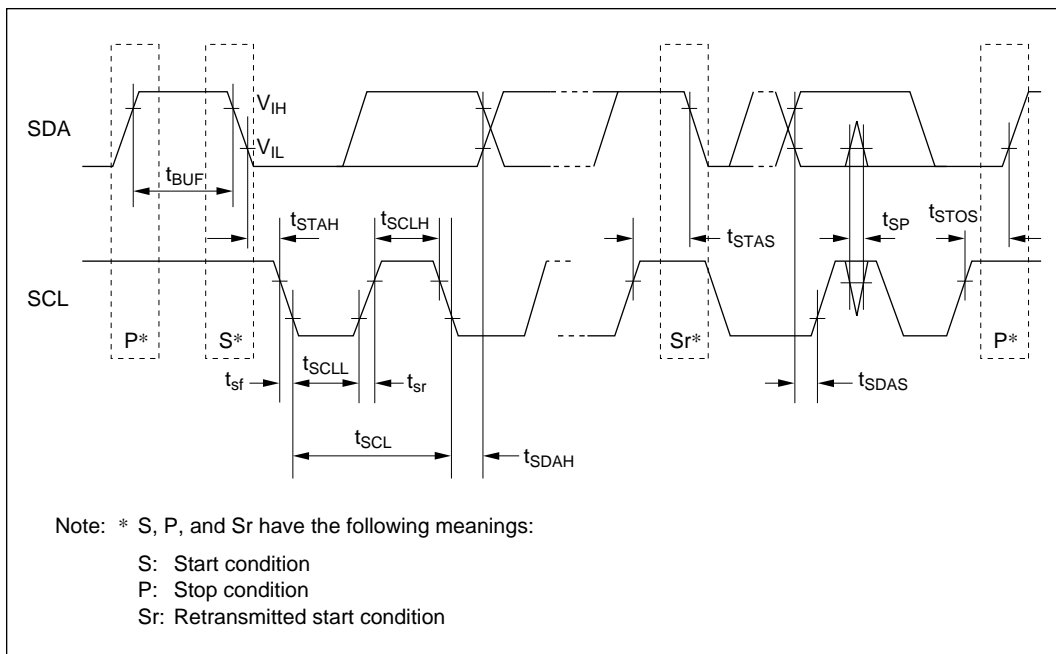 SDA
V_IH
V_IL
t_BUF
t_STAH
t_SCLH
t_STAS
t_SP
t_STOS
SCL
P*
S*
Sr*
P*
t_sf
t_SCLL
t_sr
t_SDAS
t_SCL
t_SDAH
Note: * S, P, and Sr have the following meanings:
S: Start condition
P: Stop condition
Sr: Retransmitted start condition